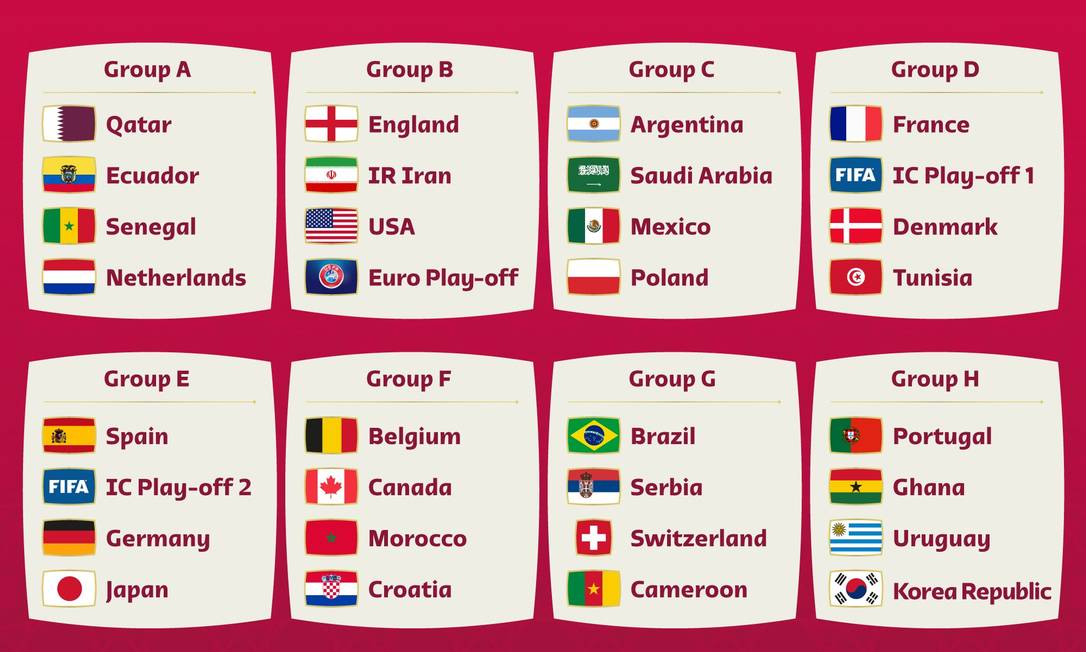 Group A
Qatar
Ecuador
Senegal
Netherlands
Group B
England
IR Iran
USA
Euro Play-off
Group C
Argentina
Saudi Arabia
Mexico
Poland
Group D
France
FIFA IC Play-off 1
Denmark
Tunisia
Group E
Spain
FIFA IC Play-off 2
Germany
Japan
Group F
Belgium
Canada
Morocco
Croatia
Group G
Brazil
Serbia
Switzerland
Cameroon
Group H
Portugal
Ghana
Uruguay
Korea Republic